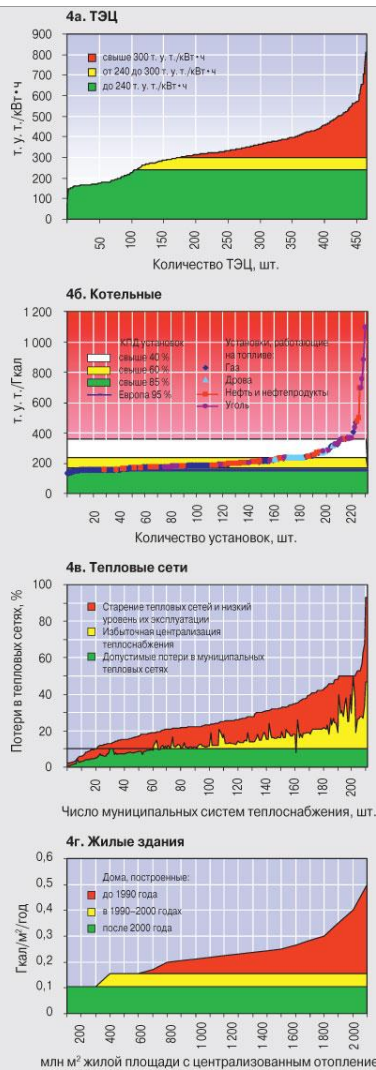 4а. ТЭЦ
т. у. т./кВт•ч
900
800
700
600
500
400
300
200
100
0
свыше 300 т. у. т./кВт•ч
от 240 до 300 т. у. т./кВт•ч
до 240 т. у. т./кВт•ч
50
100
150
200
250
300
350
400
450
Количество ТЭЦ, шт.
4б. Котельные
т. у. т./Гкал
1 200
1 000
800
600
400
200
0
КПД установок
свыше 40 %
свыше 60 %
свыше 85 %
Европа 95 %
Установки, работающие
на топливе:
Газа
Дрова
Нефть и нефтепродукты
Уголь
20
40
60
80
100
120
140
160
180
200
220
Количество установок, шт.
4в. Тепловые сети
Потери в тепловых сетях, %
100
80
60
40
20
0
Старение тепловых сетей и низкий
уровень их эксплуатации
Избыточная централизация
теплоснабжения
Допустимые потери в муниципальных
тепловых сетях
20
40
60
80
100
120
140
160
180
200
Число муниципальных систем теплоснабжения, шт.
4г. Жилые здания
Гкал/м²/год
0,6
0,5
0,4
0,3
0,2
0,1
0
Дома, построенные:
до 1990 года
в 1990–2000 годах
после 2000 года
200
400
600
800
1 000
1 200
1 400
1 600
1 800
2 000
млн м² жилой площади с централизованным отопление